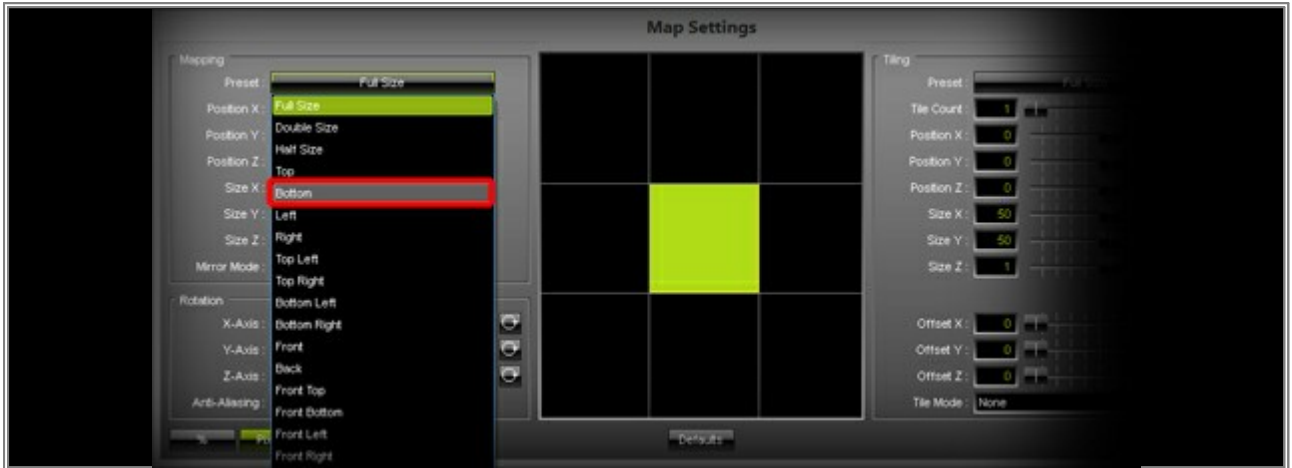 Map Settings
Mapping
Preset : Full Size
Position X :
Position Y :
Position Z :
Size X :
Size Y :
Size Z :
Mirror Mode :
Full Size
Double Size
Half Size
Top
Bottom
Left
Right
Top Left
Top Right
Bottom Left
Bottom Right
Front
Back
Front Top
Front Bottom
Front Left
Front Right
Rotation
X-Axis :
Y-Axis :
Z-Axis :
Anti-Aliasing :
%
Defaults
Tiling
Preset : Full
Tile Count : 1
Position X : 0
Position Y : 0
Position Z : 0
Size X : 50
Size Y : 50
Size Z : 1
Offset X : 0
Offset Y : 0
Offset Z : 0
Tile Mode : None